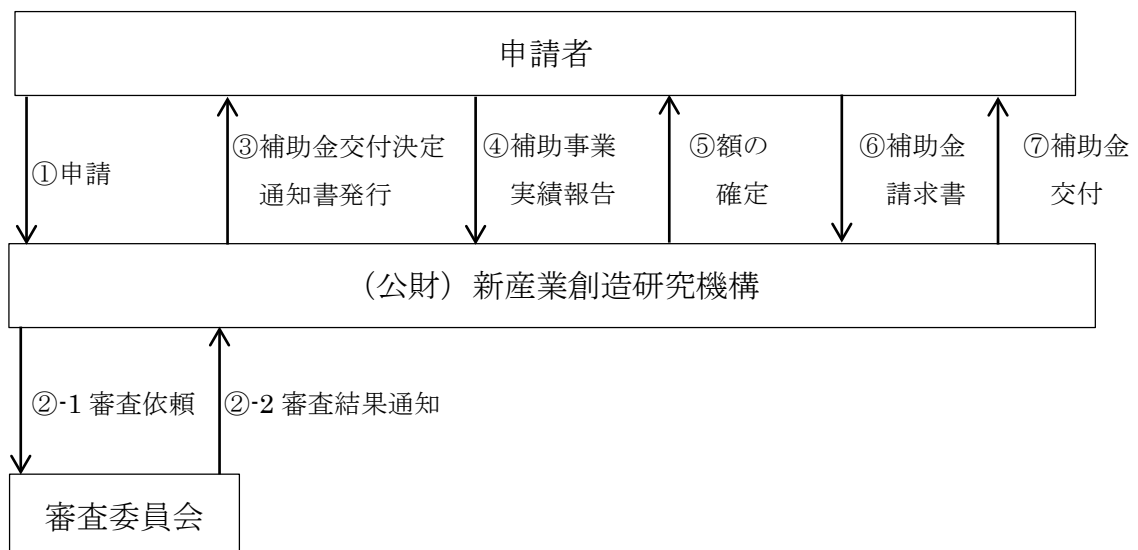 申請者
①申請
③補助金交付決定
通知書発行
④補助事業
実績報告
⑤額の
確定
⑥補助金
請求書
⑦補助金
交付
（公財）新産業創造研究機構
②-1 審査依頼
②-2 審査結果通知
審査委員会